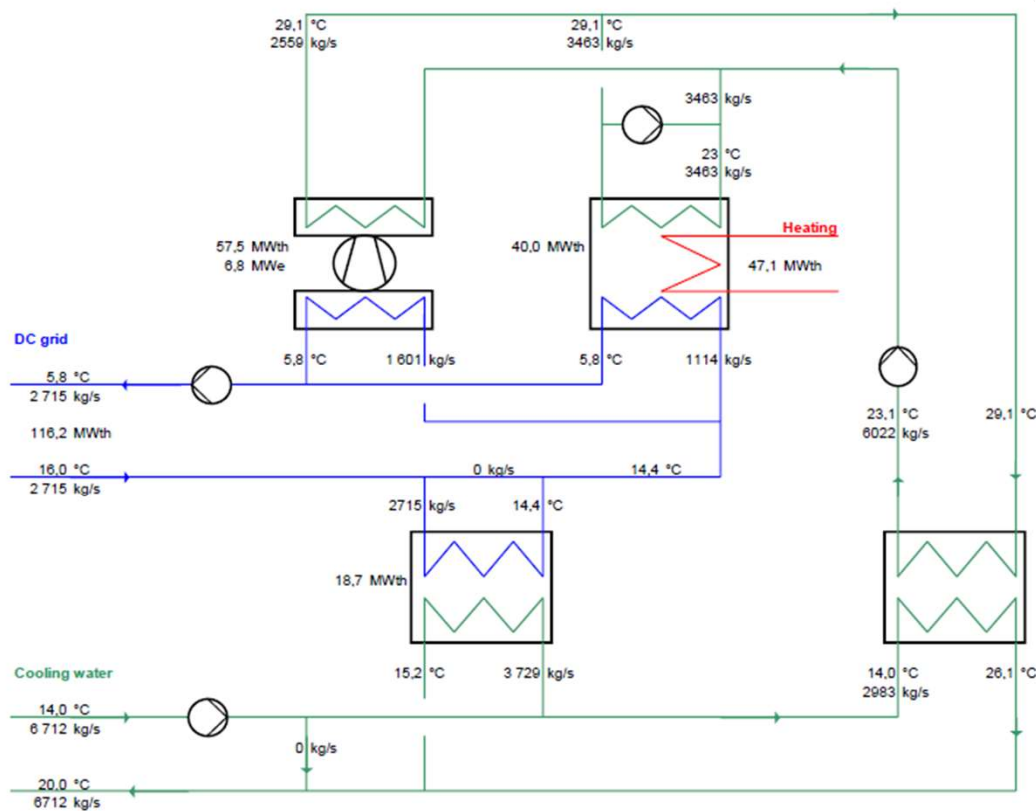 29,1 °C
2559 kg/s
29,1 °C
3463 kg/s
3463 kg/s
23 °C
3463 kg/s
57,5 MWth
6,8 MWe
40,0 MWth
Heating
47,1 MWth
DC grid
5,8 °C
1 601 kg/s
5,8 °C
1114 kg/s
5,8 °C
2 715 kg/s
23,1 °C
6022 kg/s
29,1 °C
116,2 MWth
16,0 °C
2 715 kg/s
0 kg/s
14,4 °C
2715 kg/s
14,4 °C
18,7 MWth
Cooling water
15,2 °C
3 729 kg/s
14,0 °C
2983 kg/s
26,1 °C
14,0 °C
6 712 kg/s
0 kg/s
20,0 °C
6712 kg/s